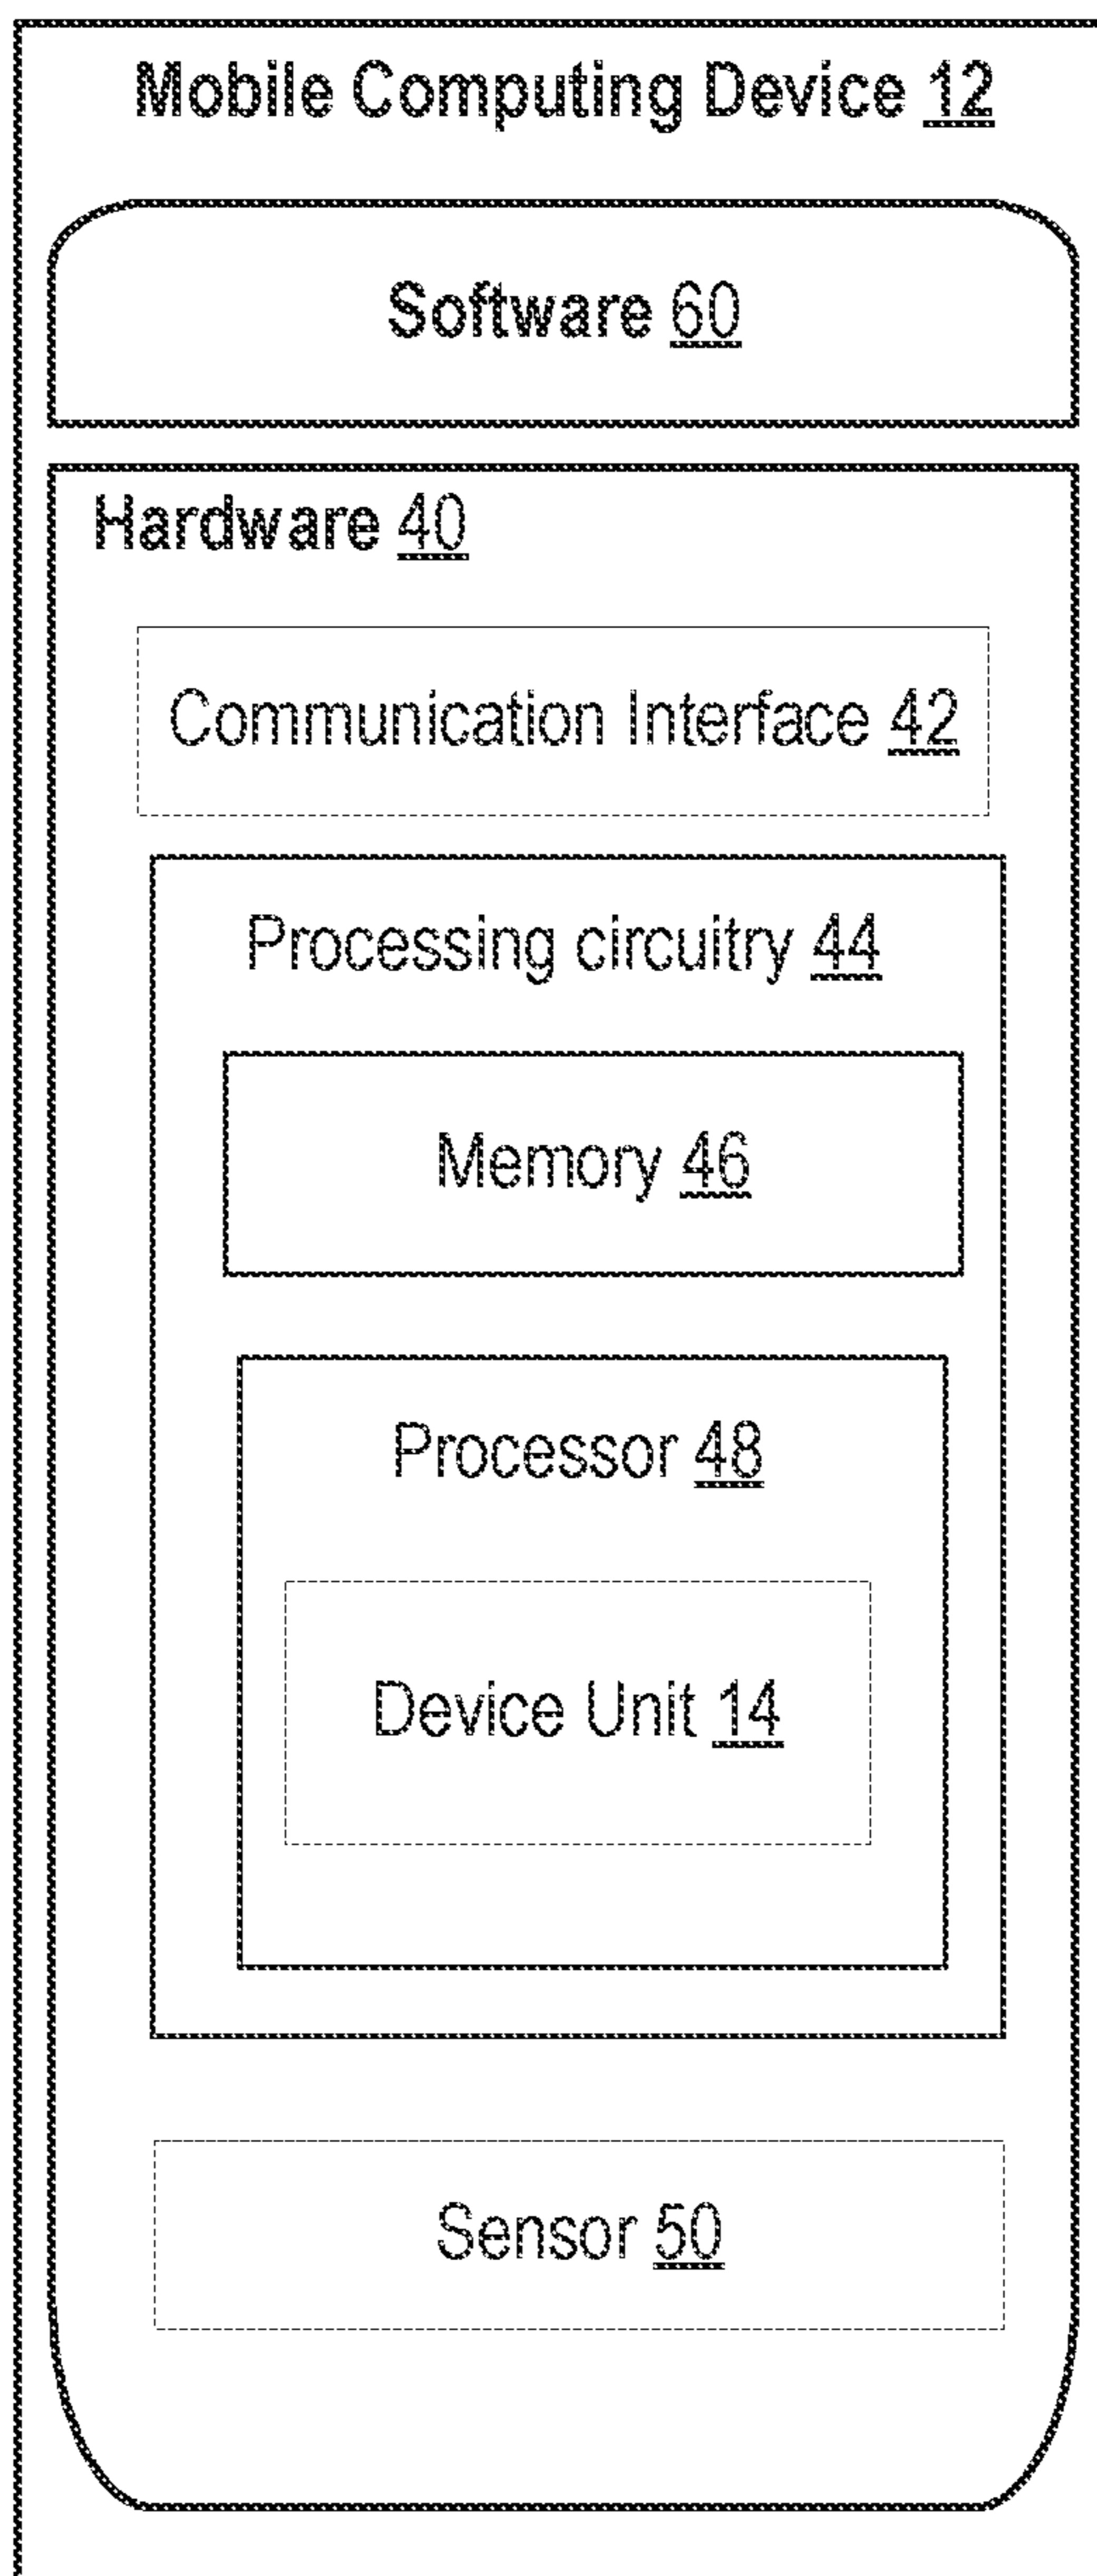 Mobile Computing Device 12
Software 60
Hardware 40
Communication Interface 42
Processing circuitry 44
Memory 46
Processor 48
Device Unit 14
Sensor 50